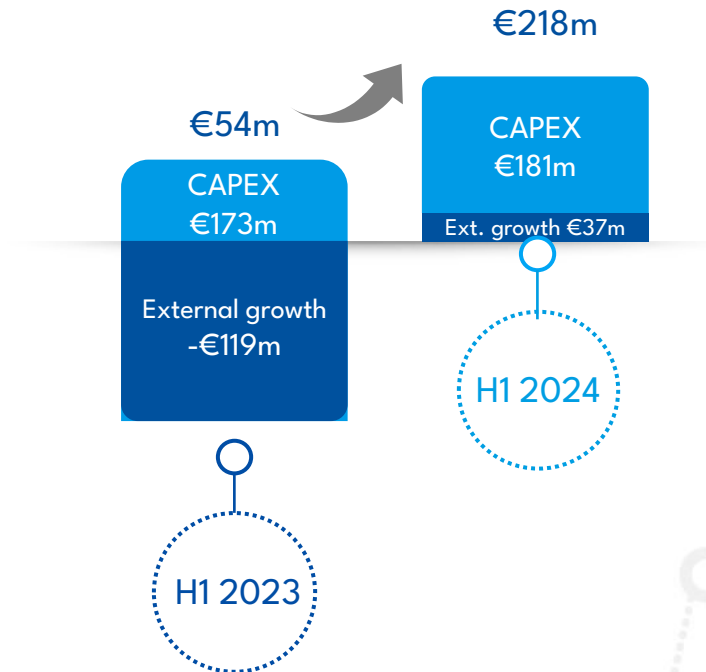 €218m
€54m
CAPEX
€181m
Ext. growth €37m
CAPEX
€173m
External growth
-€119m
H1 2024
H1 2023